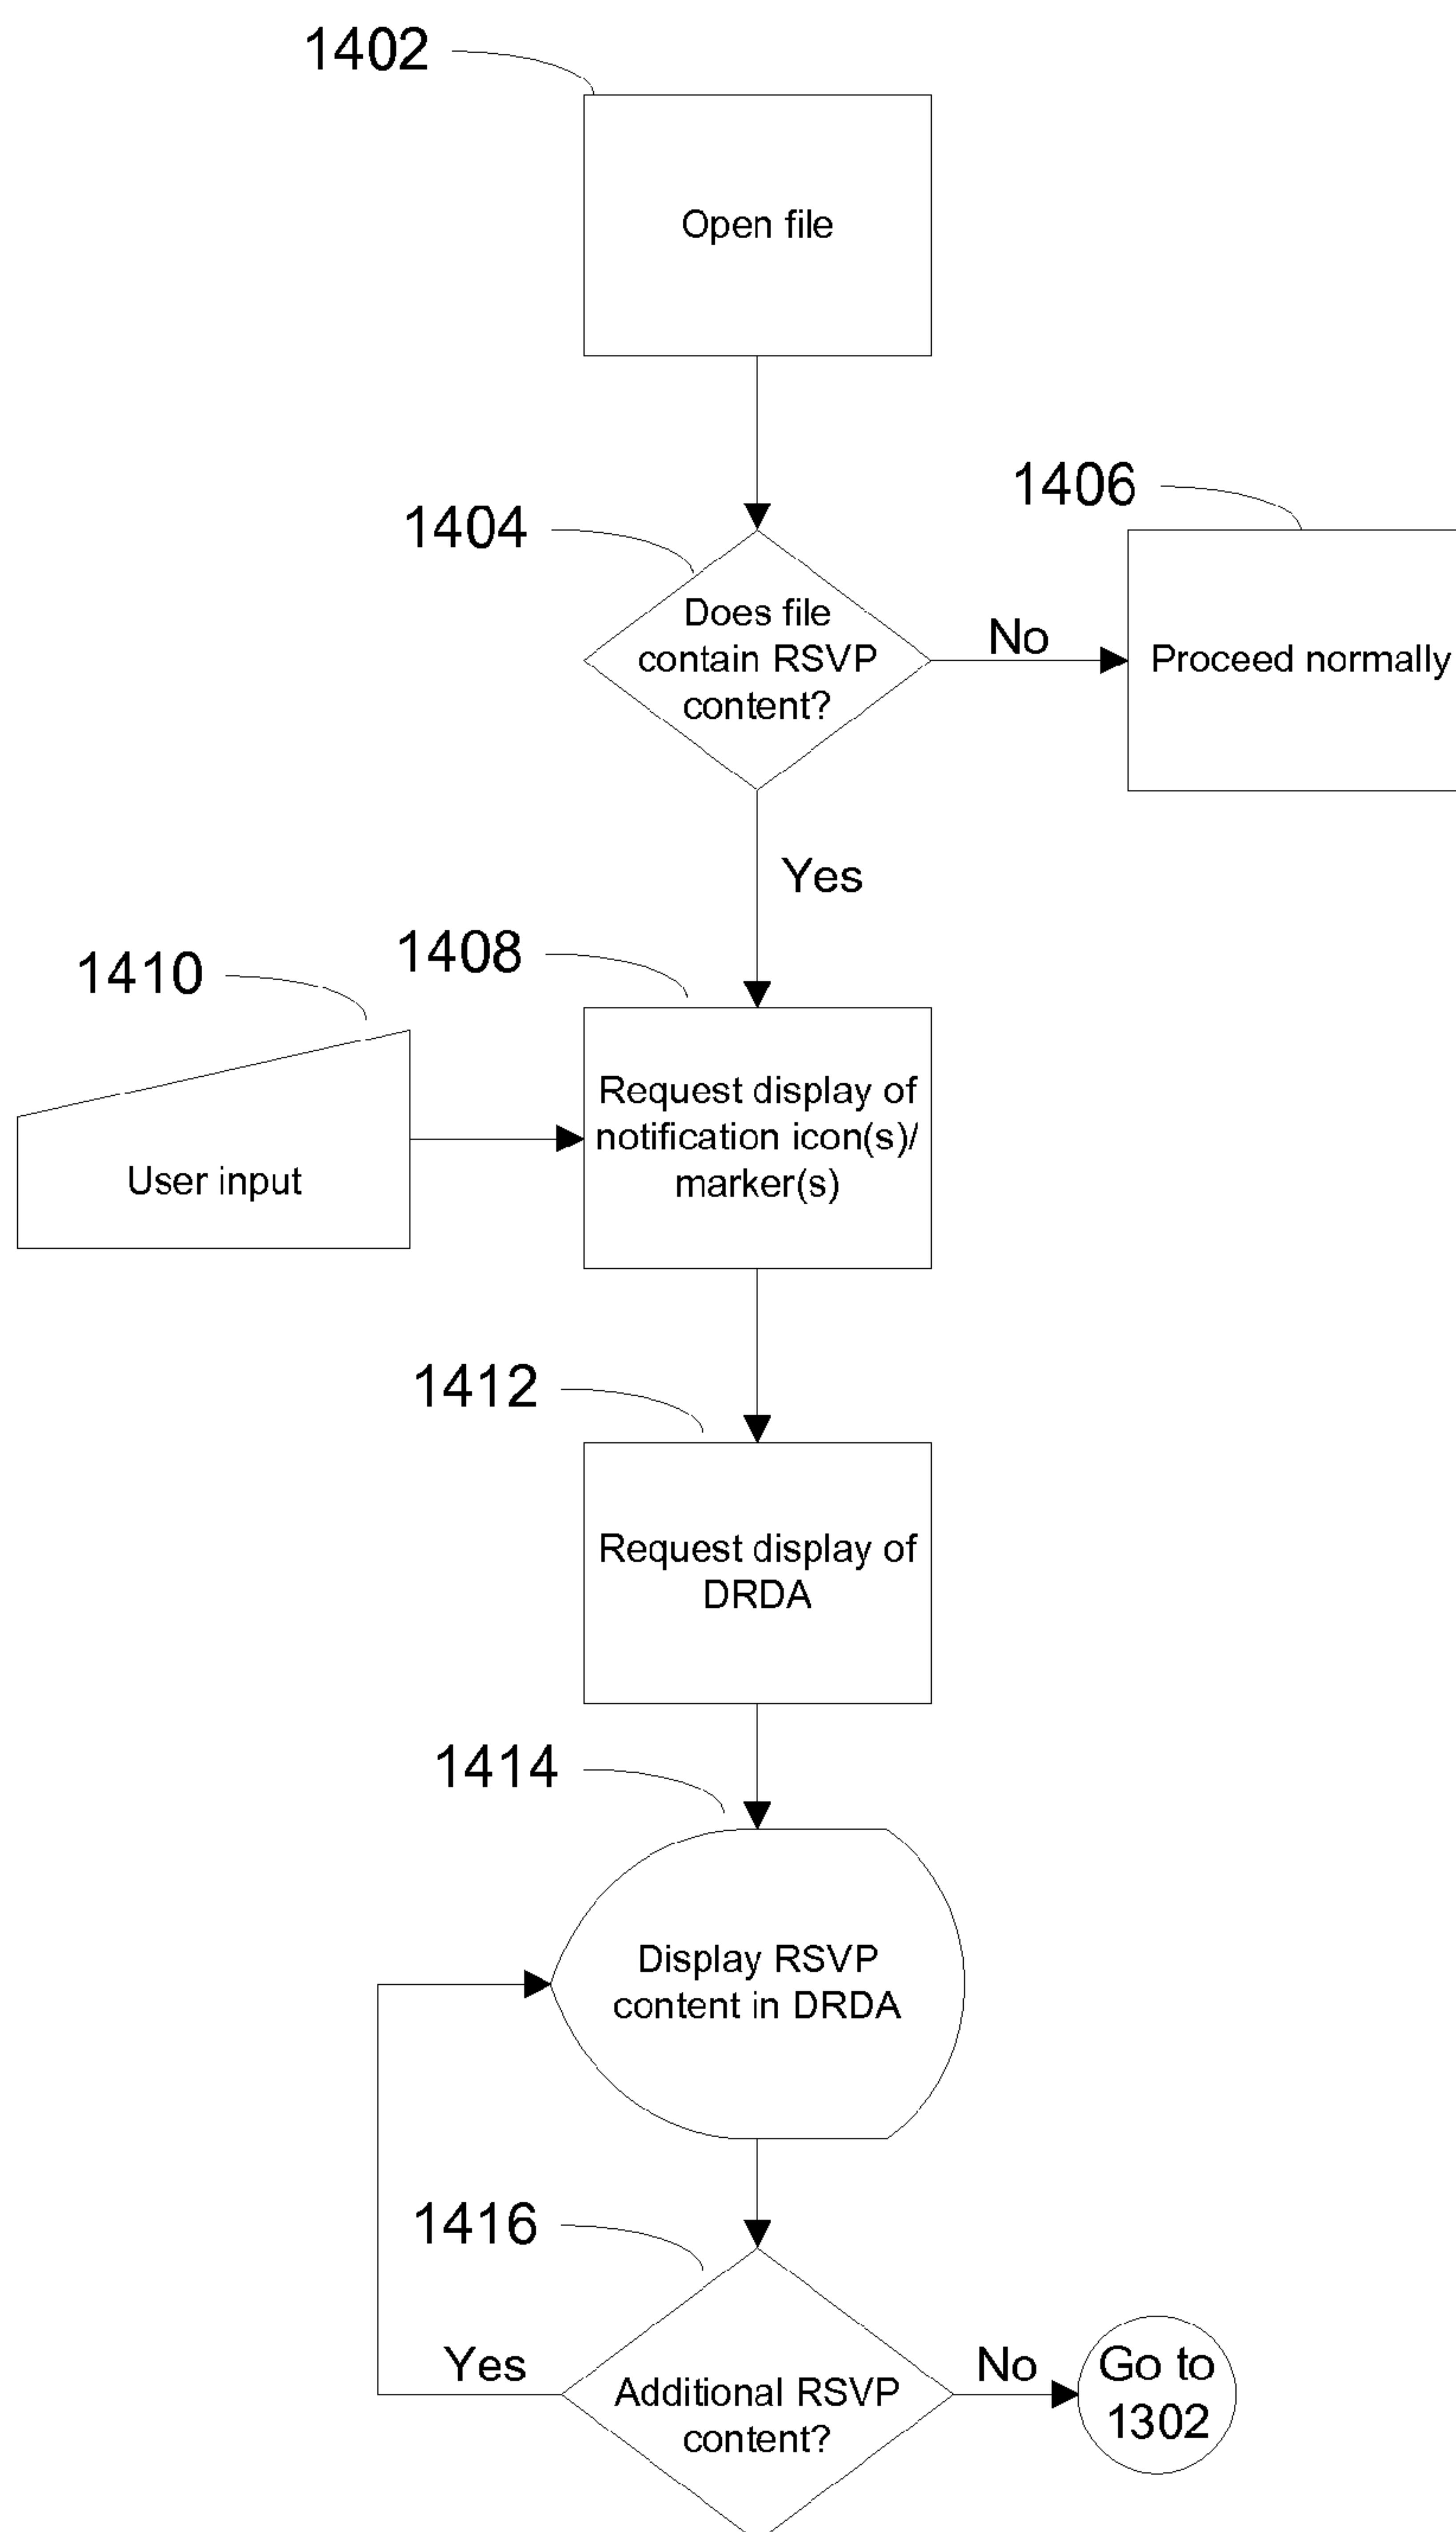 1402
Open file
1406
1404
Does file
contain RSVP
content?
No
Proceed normally
Yes
1408
1410
Request display of
notification icon(s)/
marker(s)
User input
1412
Request display of
DRDA
1414
Display RSVP
content in DRDA
1416
Yes
Additional RSVP
content?
No
Go to
1302